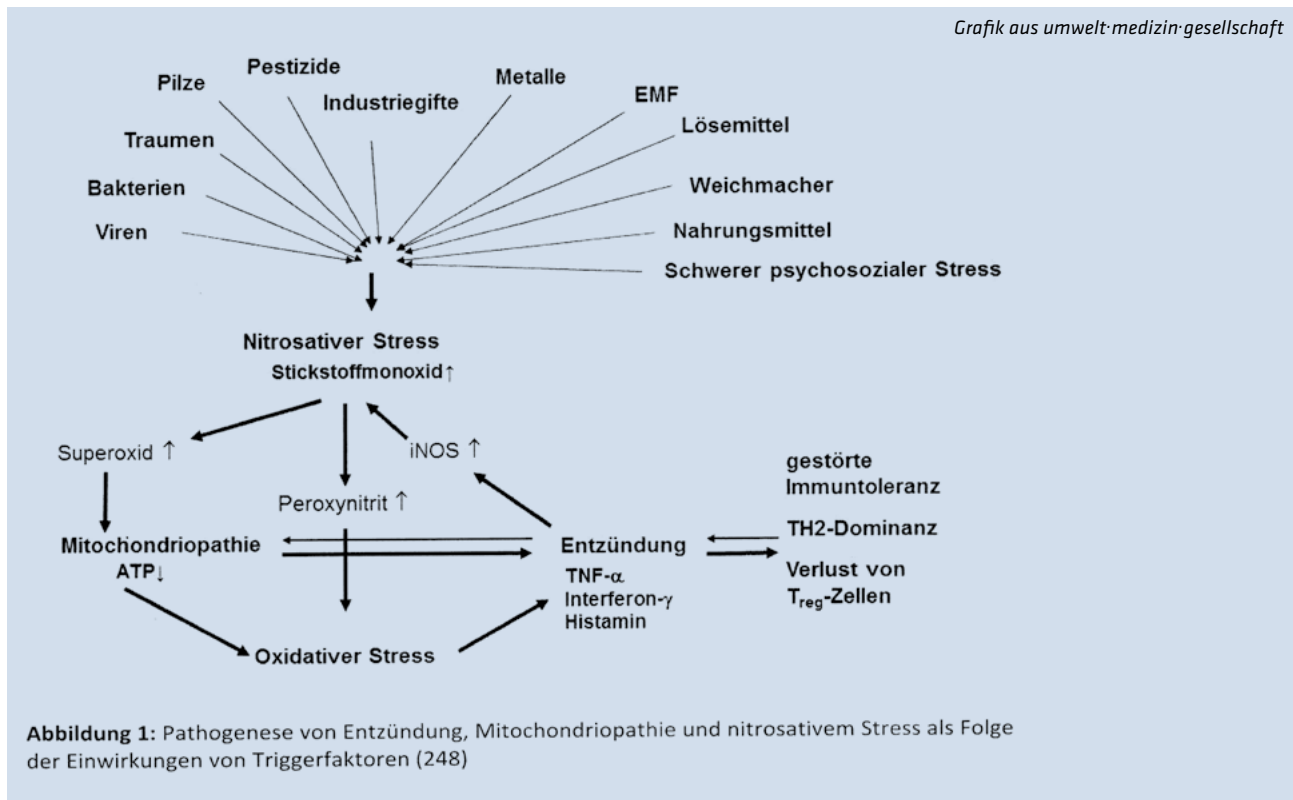 Grafik aus umwelt·medizin·gesellschaft
Pestizide
Pilze
Metalle
Industriegifte
EMF
Lösemittel
Traumen
Bakterien
Weichmacher
Viren
Nahrungsmittel
Schwerer psychosozialer Stress
Nitrosativer Stress
Stickstoffmonoxid↑
Superoxid ↑
iNOS ↑
Peroxynitrit ↑
gestörte
Immuntoleranz
TH2-Dominanz
Verlust von
Treg-Zellen
Mitochondriopathie
ATP↓
Entzündung
TNF-α
Interferon-γ
Histamin
Oxidativer Stress
Abbildung 1: Pathogenese von Entzündung, Mitochondriopathie und nitrosativem Stress als Folge
der Einwirkungen von Triggerfaktoren (248)